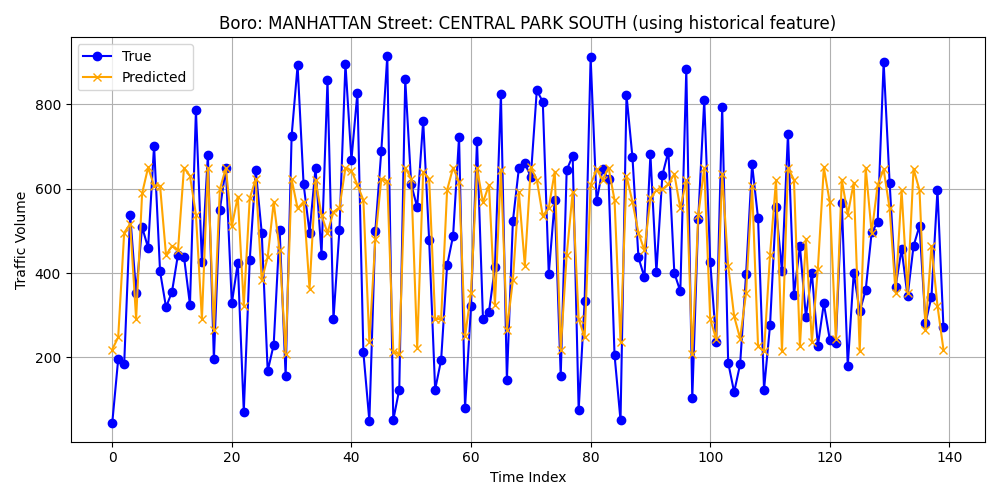 Boro: MANHATTAN Street: CENTRAL PARK SOUTH (using historical feature)
True
Predicted
Traffic Volume
800
600
400
200
0
20
40
60
80
100
120
140
Time Index